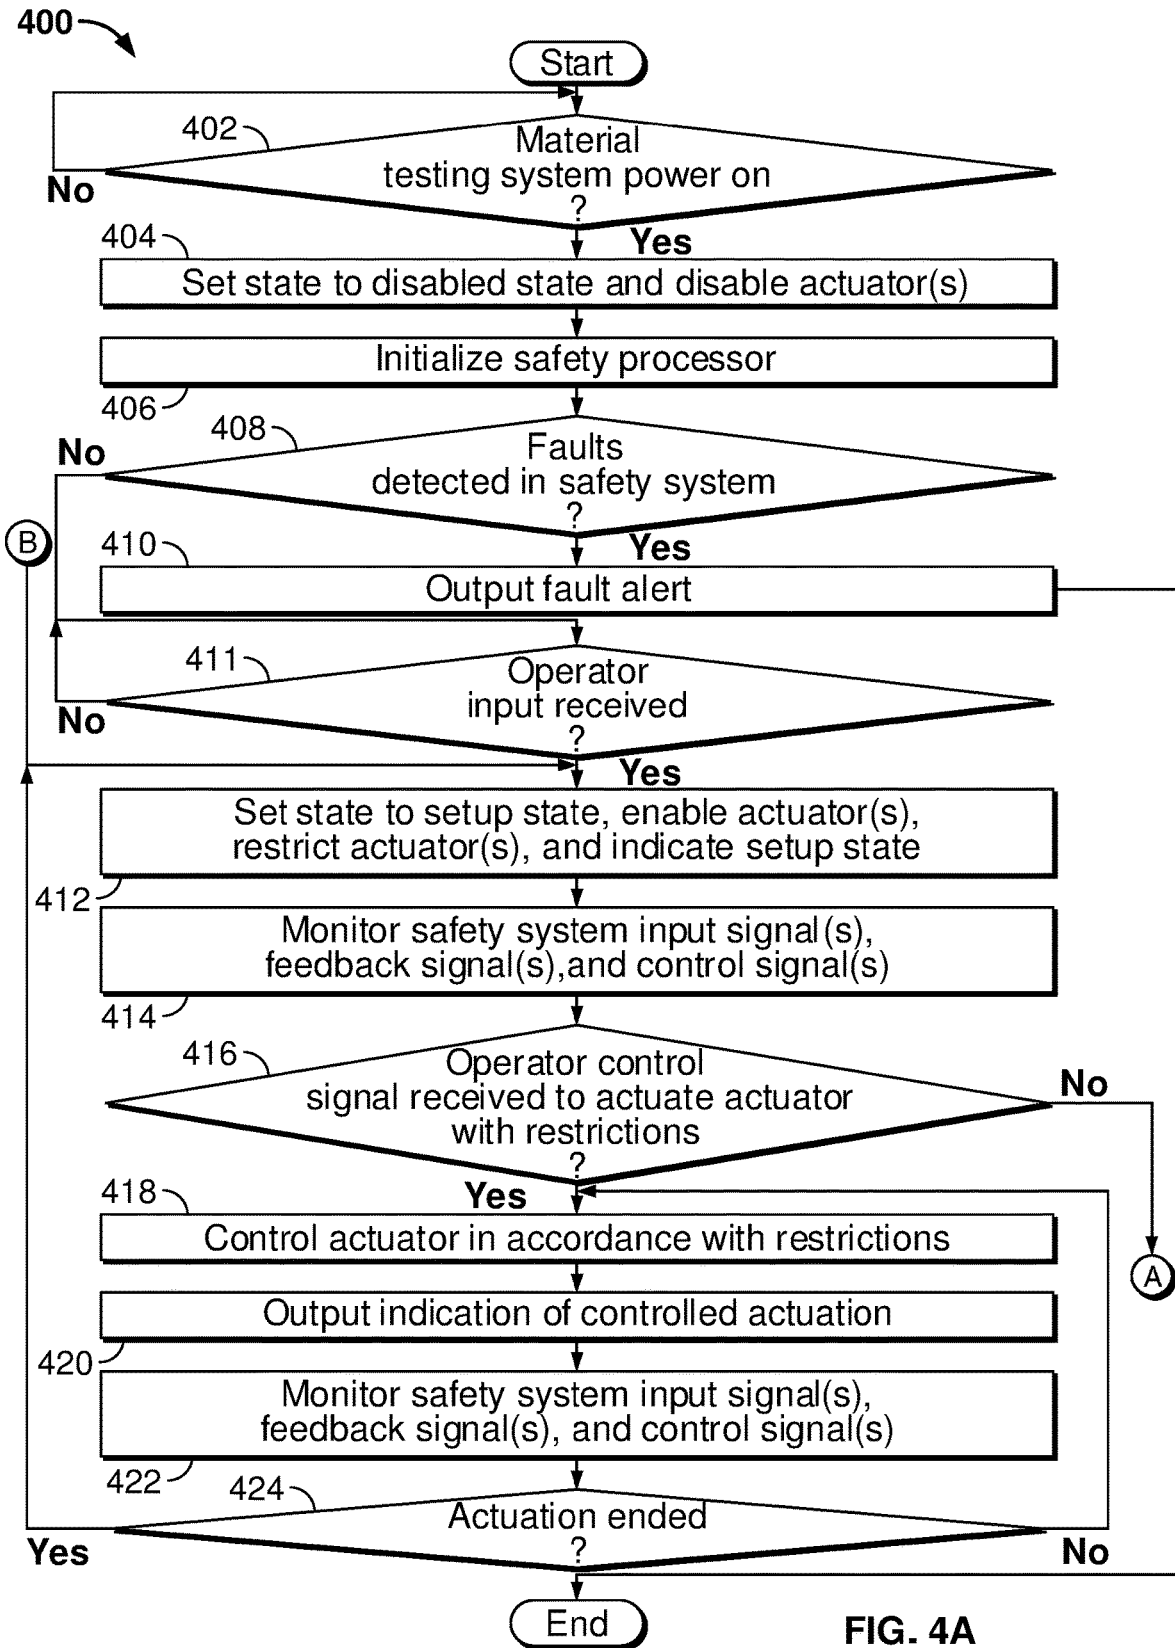 400
Start
402
Material
testing system power on
?
No
Yes
404
Set state to disabled state and disable actuator(s)
Initialize safety processor
406
408
No
Faults
detected in safety system
?
B
410
Yes
Output fault alert
411
Operator
input received
?
No
Yes
Set state to setup state, enable actuator(s),
restrict actuator(s), and indicate setup state
412
Monitor safety system input signal(s),
feedback signal(s),and control signal(s)
414
416
Operator control
signal received to actuate actuator
with restrictions
?
No
418
Yes
Control actuator in accordance with restrictions
A
Output indication of controlled actuation
420
Monitor safety system input signal(s),
feedback signal(s), and control signal(s)
422
424
Actuation ended
?
Yes
No
End
FIG. 4A